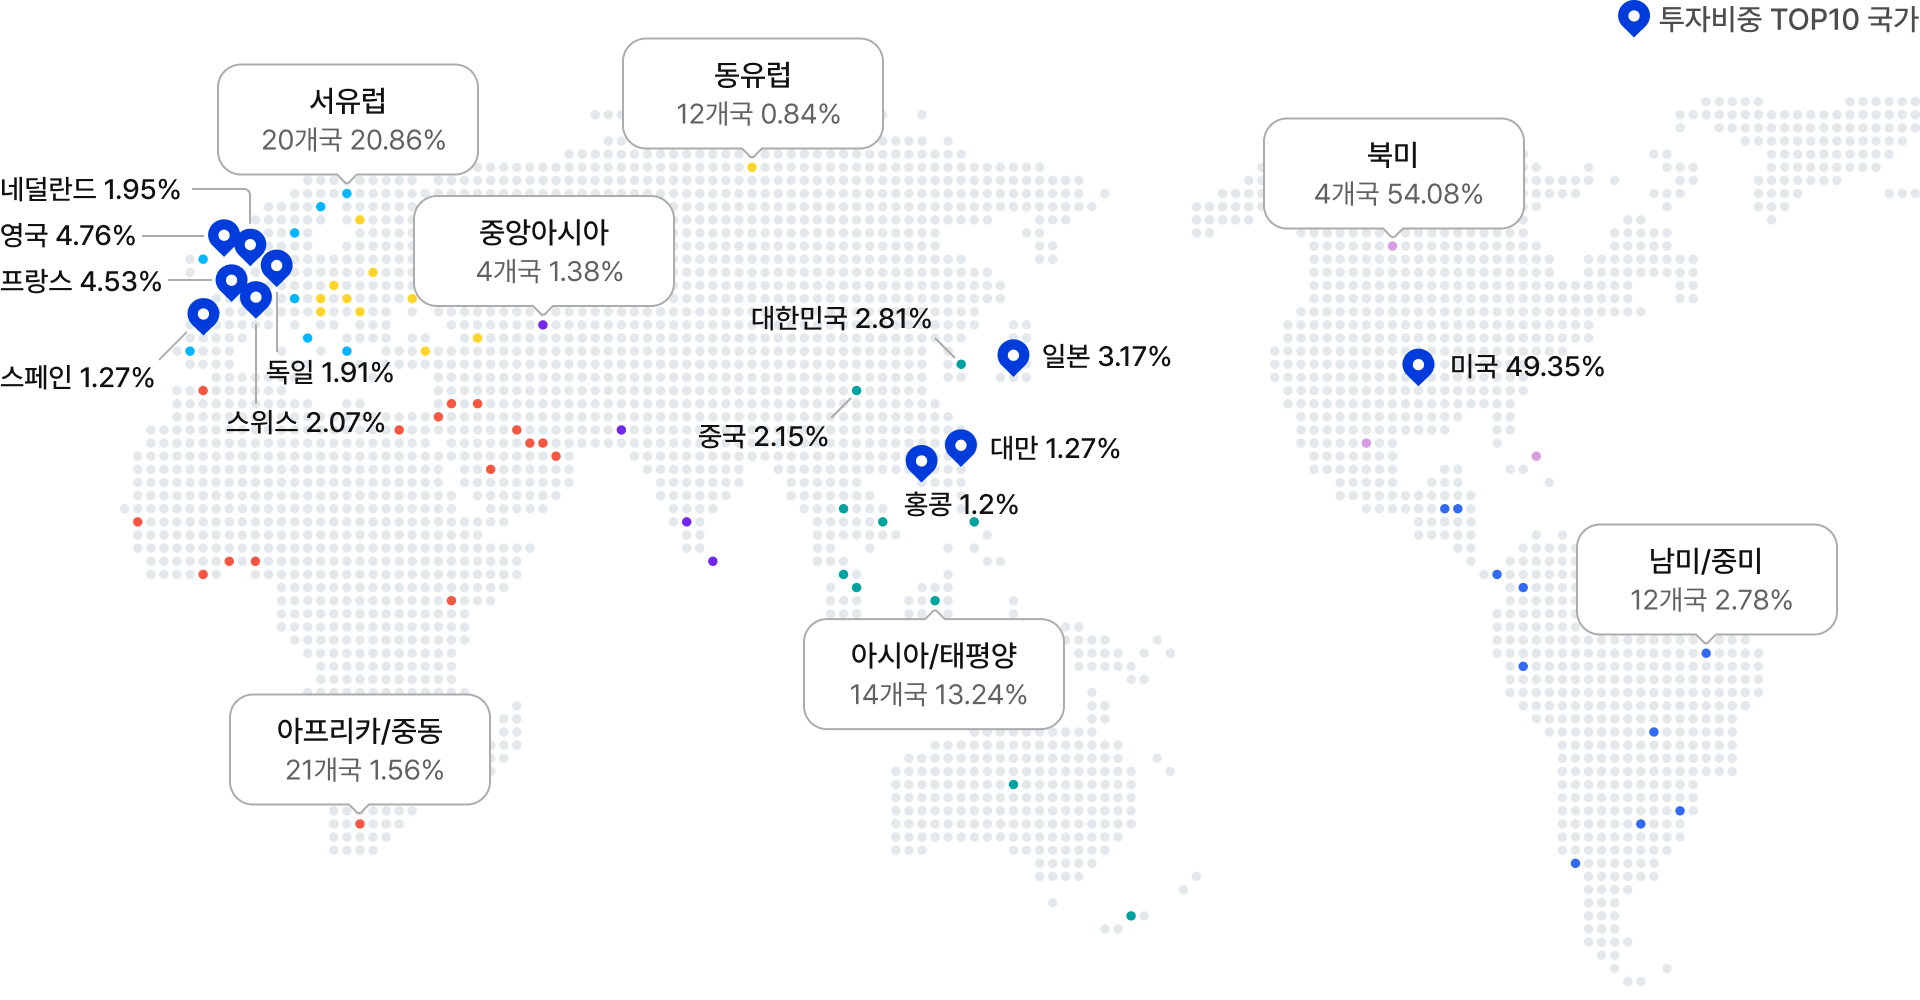 투자비중 TOP10 국가
동유럽
12개국 0.84%
서유럽
20개국 20.86%
북미
4개국 54.08%
네덜란드 1.95%
영국 4.76%
중앙아시아
4개국 1.38%
프랑스 4.53%
대한민국 2.81%
일본 3.17%
미국 49.35%
스페인 1.27%
독일 1.91%
스위스 2.07%
중국 2.15%
대만 1.27%
홍콩 1.2%
남미/중미
12개국 2.78%
아시아/태평양
14개국 13.24%
아프리카/중동
21개국 1.56%